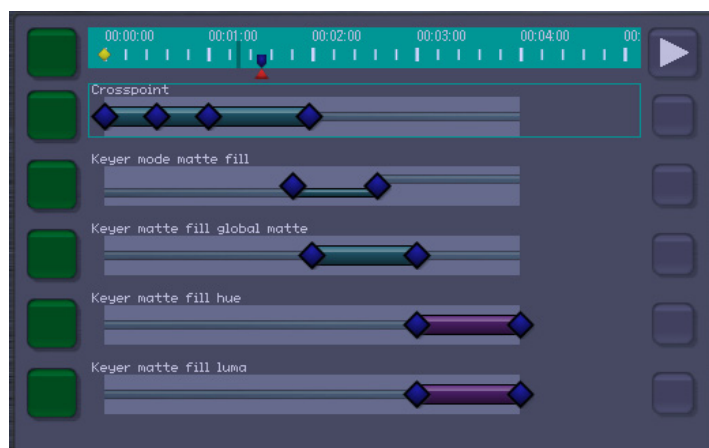 00:00:00 00:01:00 00:02:00 00:03:00 00:04:00 00:
Crosspoint
Keyer mode matte fill
Keyer matte fill global matte
Keyer matte fill hue
Keyer matte fill luma